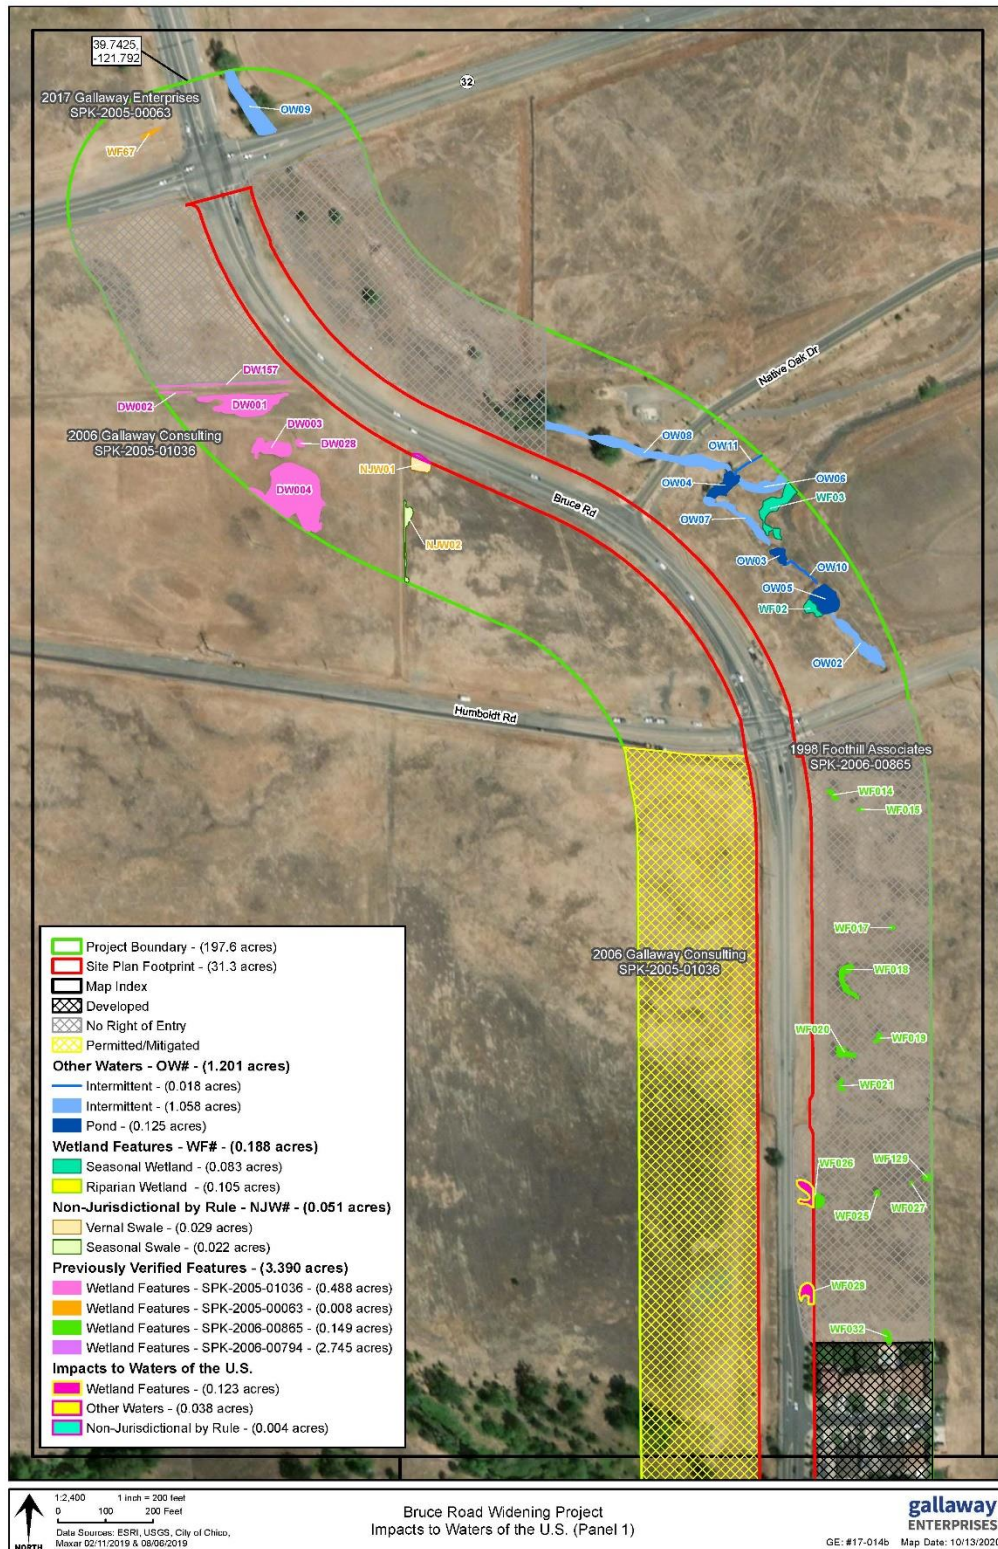 39.7425,
-121.792
2017 Gallaway Enterprises
SPK-2005-00063
32
OW09
WF67
Native Oak Dr
DW157
DW002
DW001
DW003
2006 Gallaway Consulting
SPK-2005-01036
DW028
DW004
NJW01
NJW02
Bruce Rd
OW08
OW11
OW04
OW06
WF03
OW07
OW03
OW10
OW05
WF02
OW02
Humboldt Rd
1998 Foothill Associates
SPK-2006-00865
WF014
WF015
WF017
2006 Gallaway Consulting
SPK-2005-01036
WF018
WF019
WF020
WF021
WF026
WF129
WF025
WF027
WF028
WF032
Project Boundary - (197.6 acres)
Site Plan Footprint - (31.3 acres)
Map Index
Developed
No Right of Entry
Permitted/Mitigated
Other Waters - OW# - (1.201 acres)
Intermittent - (0.018 acres)
Intermittent - (1.058 acres)
Pond - (0.125 acres)
Wetland Features - WF# - (0.188 acres)
Seasonal Wetland - (0.083 acres)
Riparian Wetland - (0.105 acres)
Non-Jurisdictional by Rule - NJW# - (0.051 acres)
Vernal Swale - (0.029 acres)
Seasonal Swale - (0.022 acres)
Previously Verified Features - (3.390 acres)
Wetland Features - SPK-2005-01036 - (0.488 acres)
Wetland Features - SPK-2005-00063 - (0.008 acres)
Wetland Features - SPK-2006-00865 - (0.149 acres)
Wetland Features - SPK-2006-00794 - (2.745 acres)
Impacts to Waters of the U.S.
Wetland Features - (0.123 acres)
Other Waters - (0.038 acres)
Non-Jurisdictional by Rule - (0.004 acres)
NORTH
1:2,400 1 inch = 200 feet
0 100 200 Feet
Data Sources: ESRI, USGS, City of Chico,
Maxar 02/11/2019 & 08/06/2019
Bruce Road Widening Project
Impacts to Waters of the U.S. (Panel 1)
gallaway
ENTERPRISES
GE: #17-014b Map Date: 10/13/2020